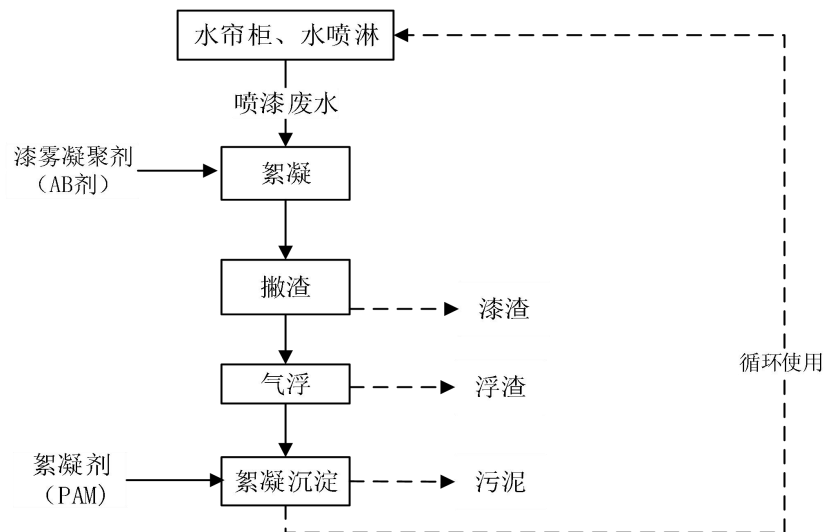 水帘柜、水喷淋
喷漆废水
漆雾凝聚剂
（AB剂）
絮凝
撇渣
漆渣
循环使用
气浮
浮渣
絮凝剂
（PAM）
絮凝沉淀
污泥